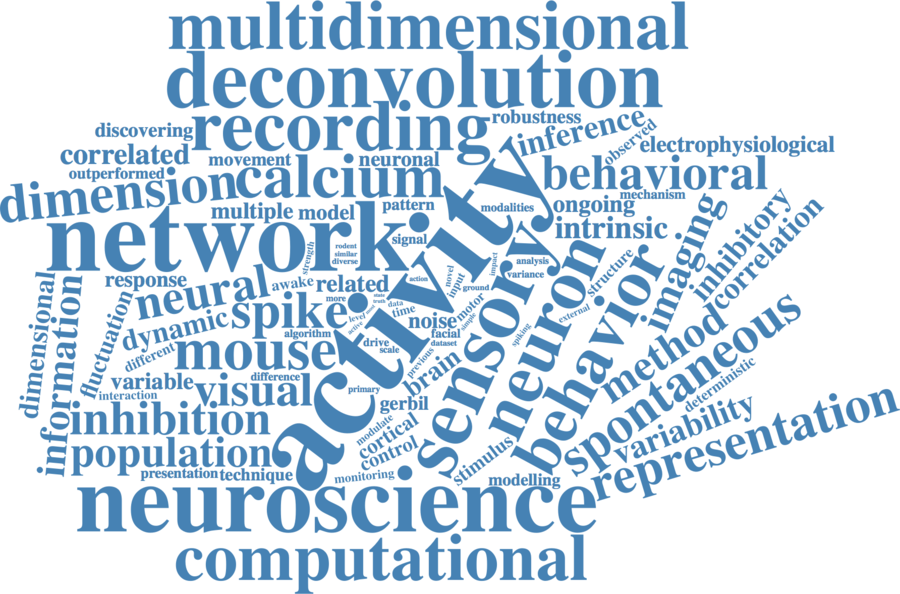 multidimensional
deconvolution
recording
robustness
inference
observed
discovering
correlated
outperformed
movement
neuronal
electrophysiological
dimension
calcium
behavioral
mechanism
multiple
model
pattern
modalities
ongoing
intrinsic
imaging
inhibitory
correlation
network
activity
sensory
neuron
behavior
signal
rodent
similar
diverse
strength
action
novel
input
impact
ground
analysis
variance
structure
external
response
neural
awake
related
dimensional
information
fluctuation
dynamic
spike
more
state
truth
data
time
level
active
motor
simple
noise
facial
dataset
spiking
algorithm
different
mouse
drive
scale
previous
brain
method
spontaneous
deterministic
variable
interaction
visual
difference
primary
gerbil
inhibition
modulate
cortical
control
population
stimulus
variability
representation
presentation
technique
monitoring
modelling
neuroscience
computational